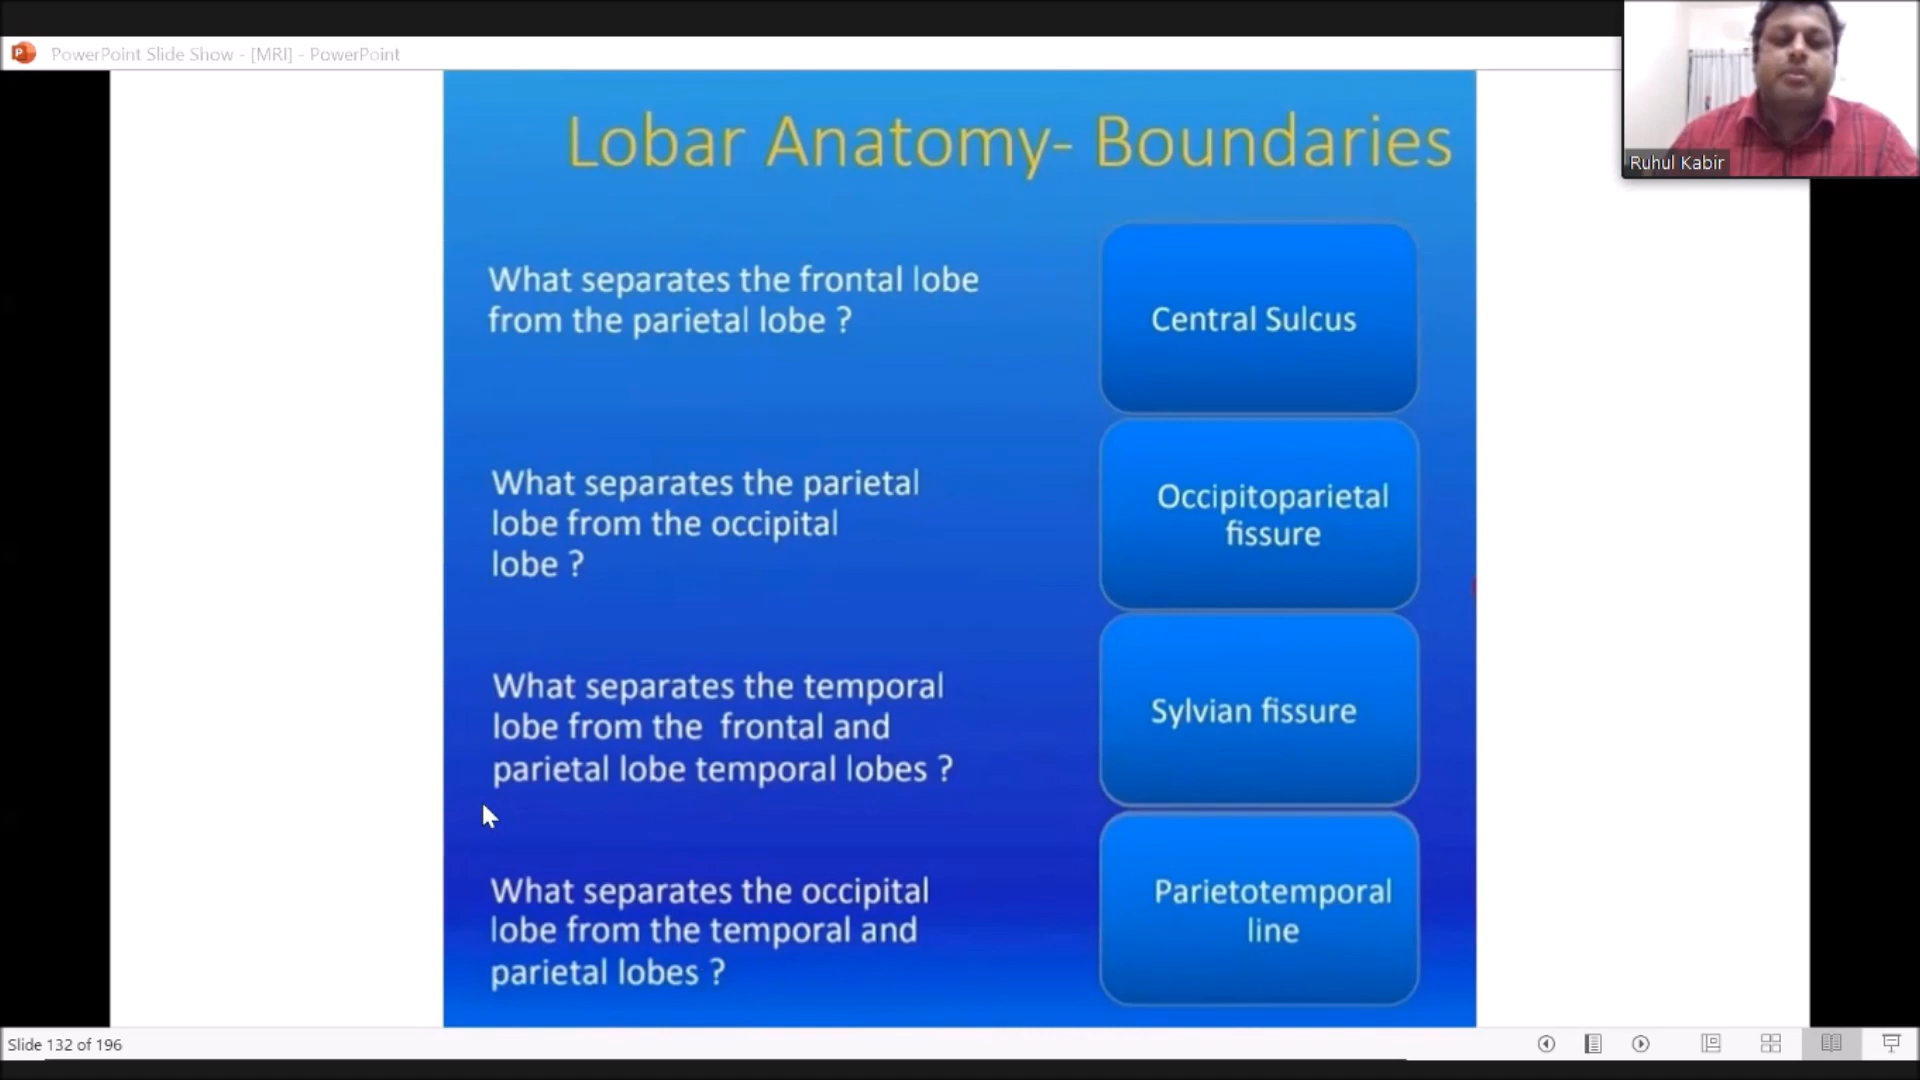 PowerPoint Slide Show - [MRI] - PowerPoint
Ruhul Kabir
Lobar Anatomy- Boundaries
What separates the frontal lobe
from the parietal lobe ?
Central Sulcus
What separates the parietal
lobe from the occipital
lobe ?
Occipitoparietal
fissure
What separates the temporal
lobe from the frontal and
parietal lobe temporal lobes ?
Sylvian fissure
What separates the occipital
lobe from the temporal and
parietal lobes ?
Parietotemporal
line
Slide 132 of 196